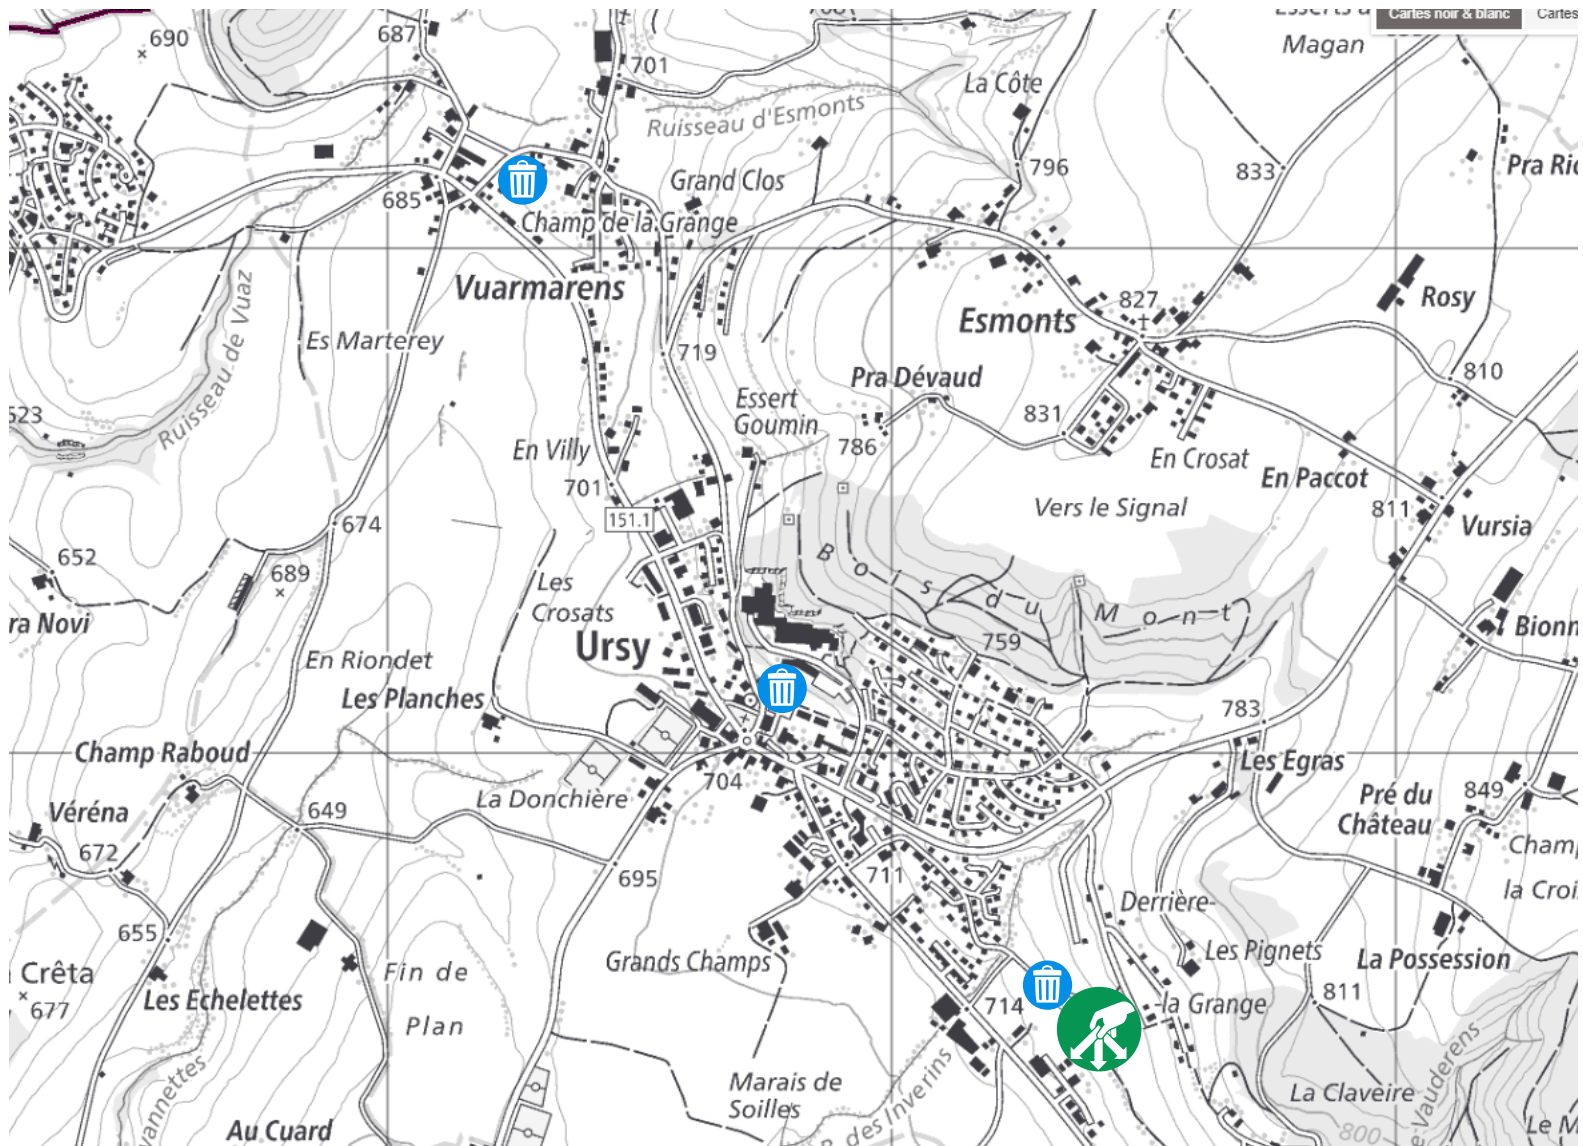 Cartes noir & blanc
Cartes
Magan
690
687
701
La Côte
Ruisseau d'Esmonts
796
833
Pra Ric
685
Grand Clos
Champ de la Grange
Vuarmarens
Rosy
827
Esmonts
Es Marterey
Ruisseau de Vuaz
719
810
Pra Dévaud
Essert
Goumin
523
831
786
En Villy
En Crosat
En Paccot
701
Vers le Signal
811
151.1
Vursia
674
652
689
Bois du Mont
Les
Crosats
ra Novi
Bionn
759
Ursy
En Riondet
Les Planches
783
Champ Raboud
Les Egras
704
La Donchière
849
Pré du
Château
Véréna
649
Champ
672
695
711
la Croi
Derrière-
655
Les Pignets
Grands Champs
La Possession
Crêta
Fin de
677
Les Echelettes
714
-la Grange
811
Plan
Marais de
Soilles
La Claveire
Au Cuard
R. des Inverins
800
Le M
e Vauderens
vannettes